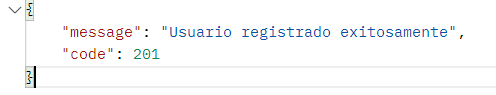 {
"message": "Usuario registrado exitosamente",
"code": 201
}